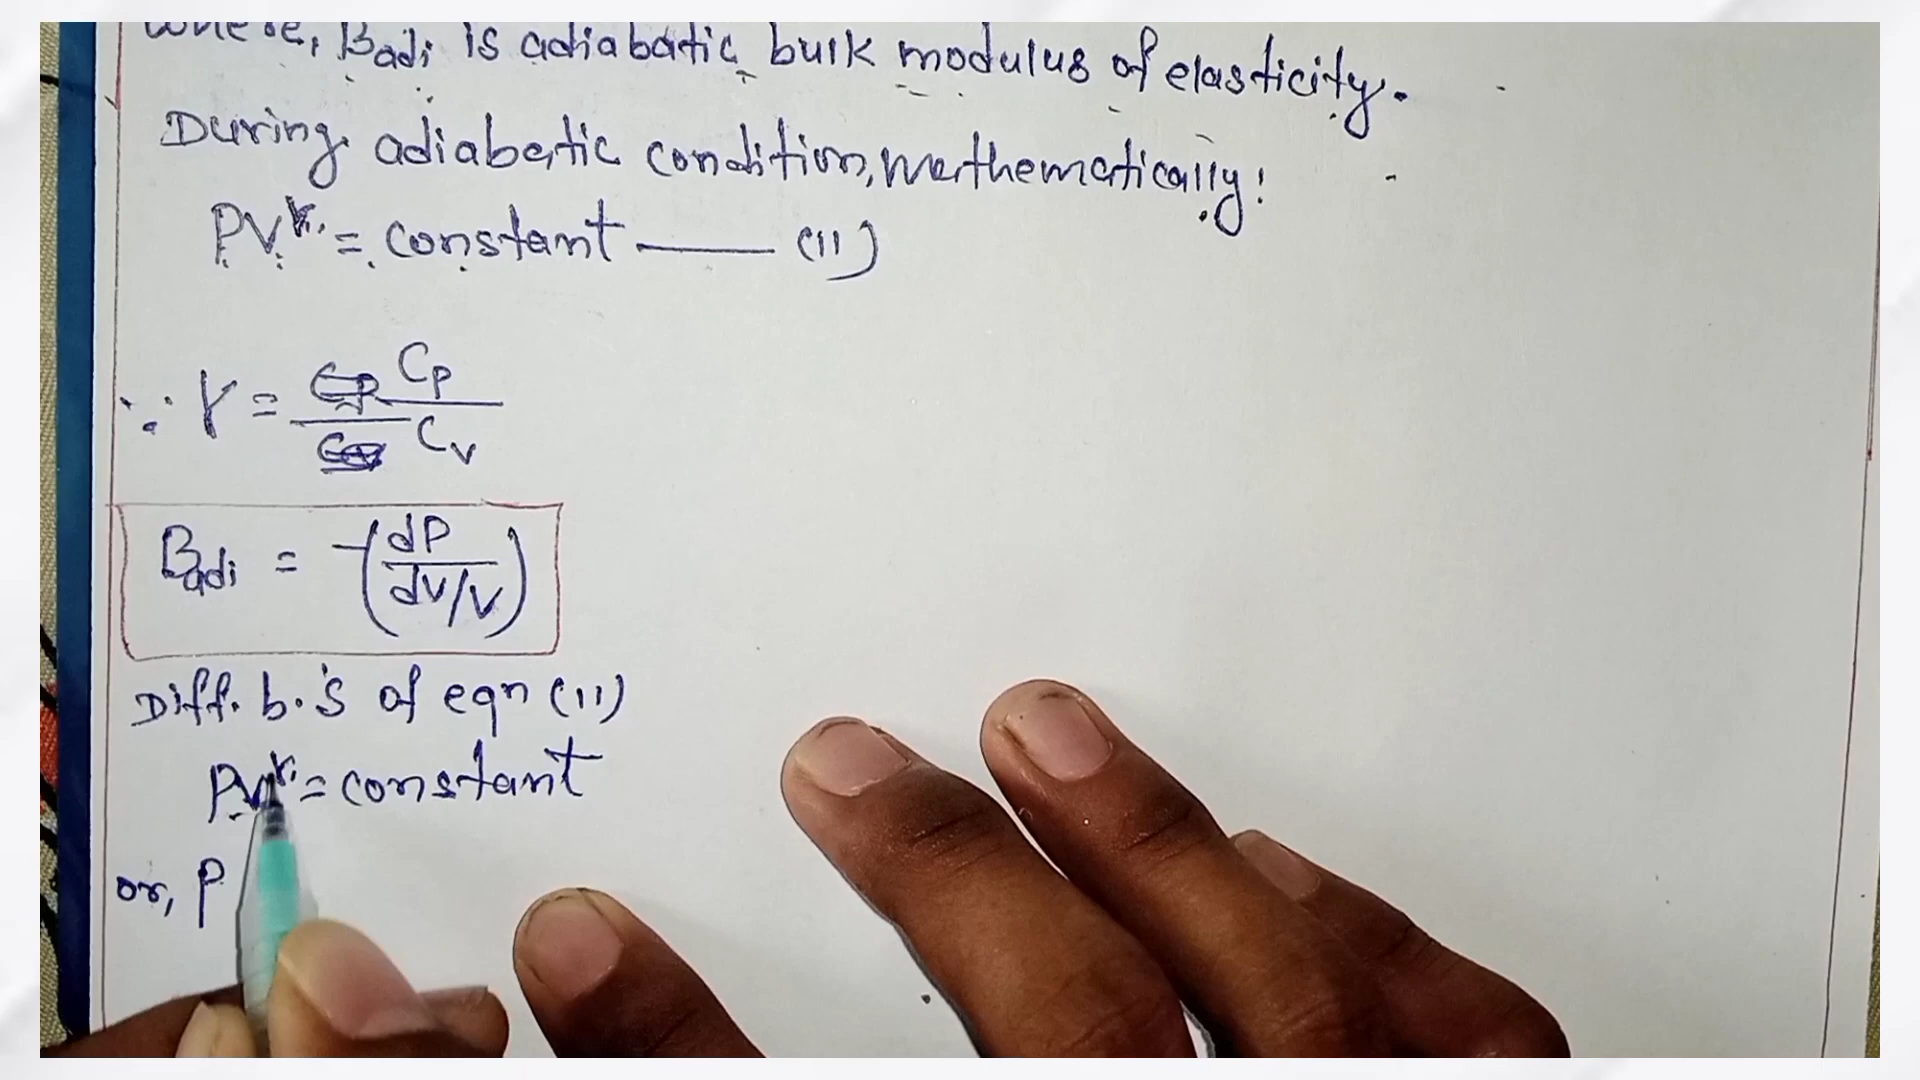 where, Badi is adiabatic bulk modulus of elasticity.
During adiabatic condition, mathematically!
PV^γ = constant —— (11)
∵ γ = Cp / Cv
Badi = -(dP / dV/V)
Diff. b.s of eqn (11)
PV^γ = constant
or, P